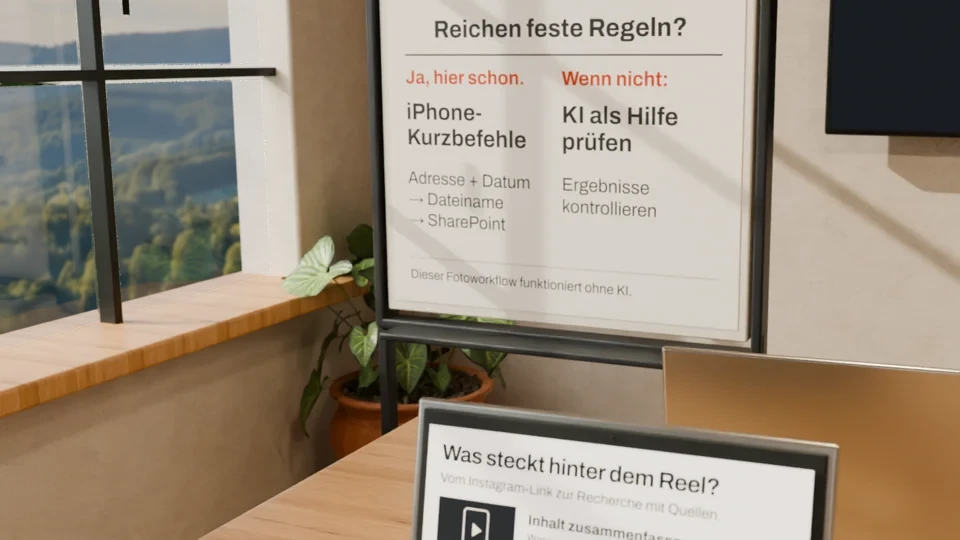 Reichen feste Regeln?
Ja, hier schon.
iPhone-
Kurzbefehle
Adresse + Datum
→ Dateiname
→ SharePoint
Wenn nicht:
KI als Hilfe
prüfen
Ergebnisse
kontrollieren
Dieser Fotoworkflow funktioniert ohne KI.
Was steckt hinter dem Reel?
Vom Instagram-Link zur Recherche mit Quellen
Inhalt